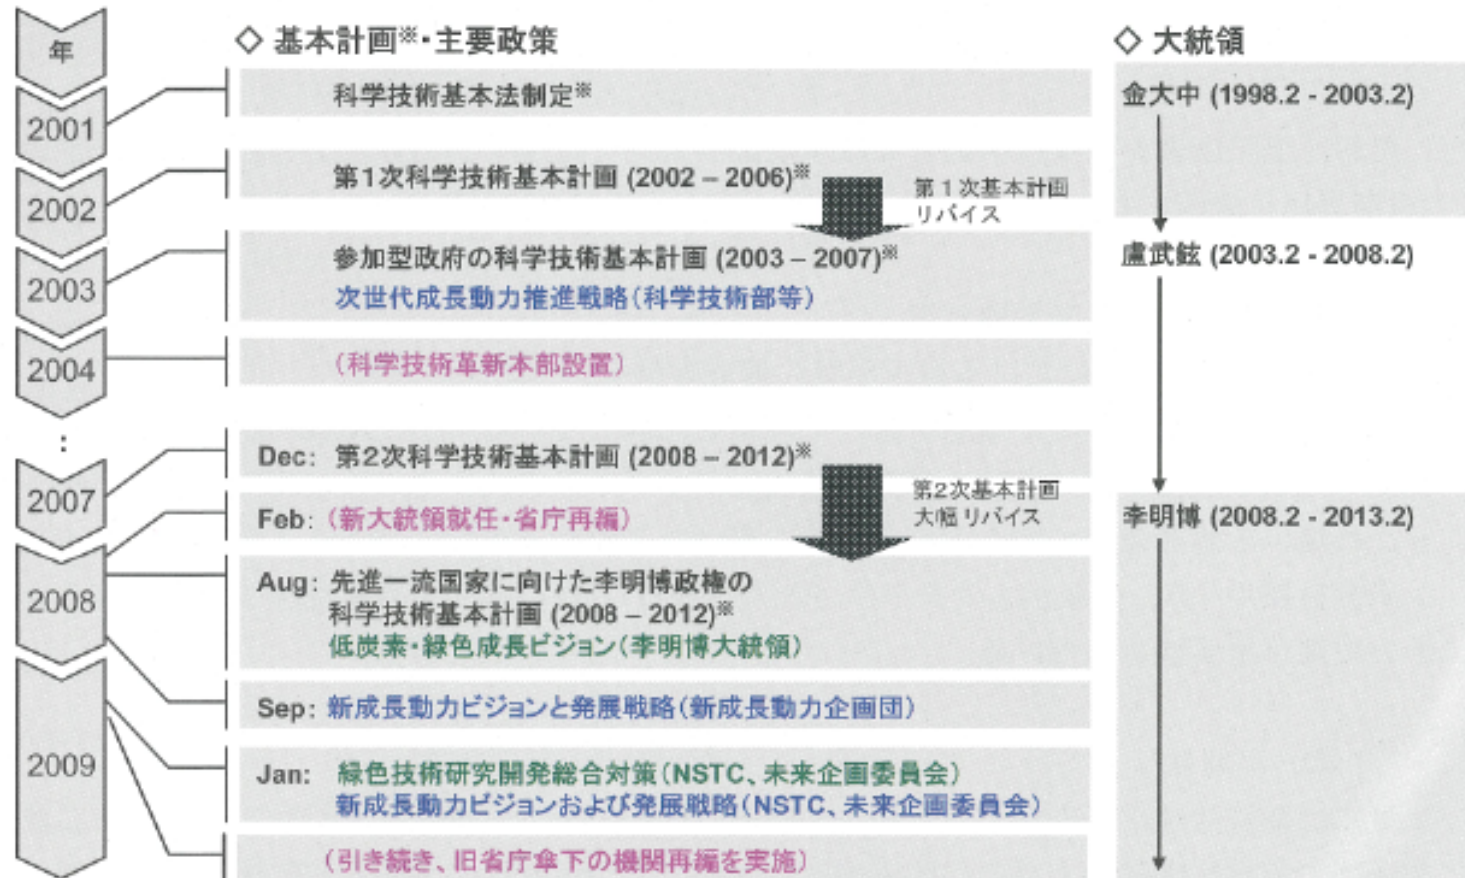 年
◇ 基本計画※・主要政策
◇ 大統領
2001
科学技術基本法制定※
金大中 (1998.2 - 2003.2)
2002
第1次科学技術基本計画 (2002 – 2006)※
第1次基本計画
リバイス
2003
参加型政府の科学技術基本計画 (2003 – 2007)※
次世代成長動力推進戦略(科学技術部等)
盧武鉉 (2003.2 - 2008.2)
2004
(科学技術革新本部設置)
:
2007
Dec: 第2次科学技術基本計画 (2008 – 2012)※
第2次基本計画
大幅リバイス
Feb: (新大統領就任・省庁再編)
李明博 (2008.2 - 2013.2)
2008
Aug: 先進一流国家に向けた李明博政権の
科学技術基本計画 (2008 – 2012)※
低炭素・緑色成長ビジョン(李明博大統領)
Sep: 新成長動力ビジョンと発展戦略(新成長動力企画団)
2009
Jan: 緑色技術研究開発総合対策(NSTC、未来企画委員会)
新成長動力ビジョンおよび発展戦略(NSTC、未来企画委員会)
(引き続き、旧省庁傘下の機関再編を実施)